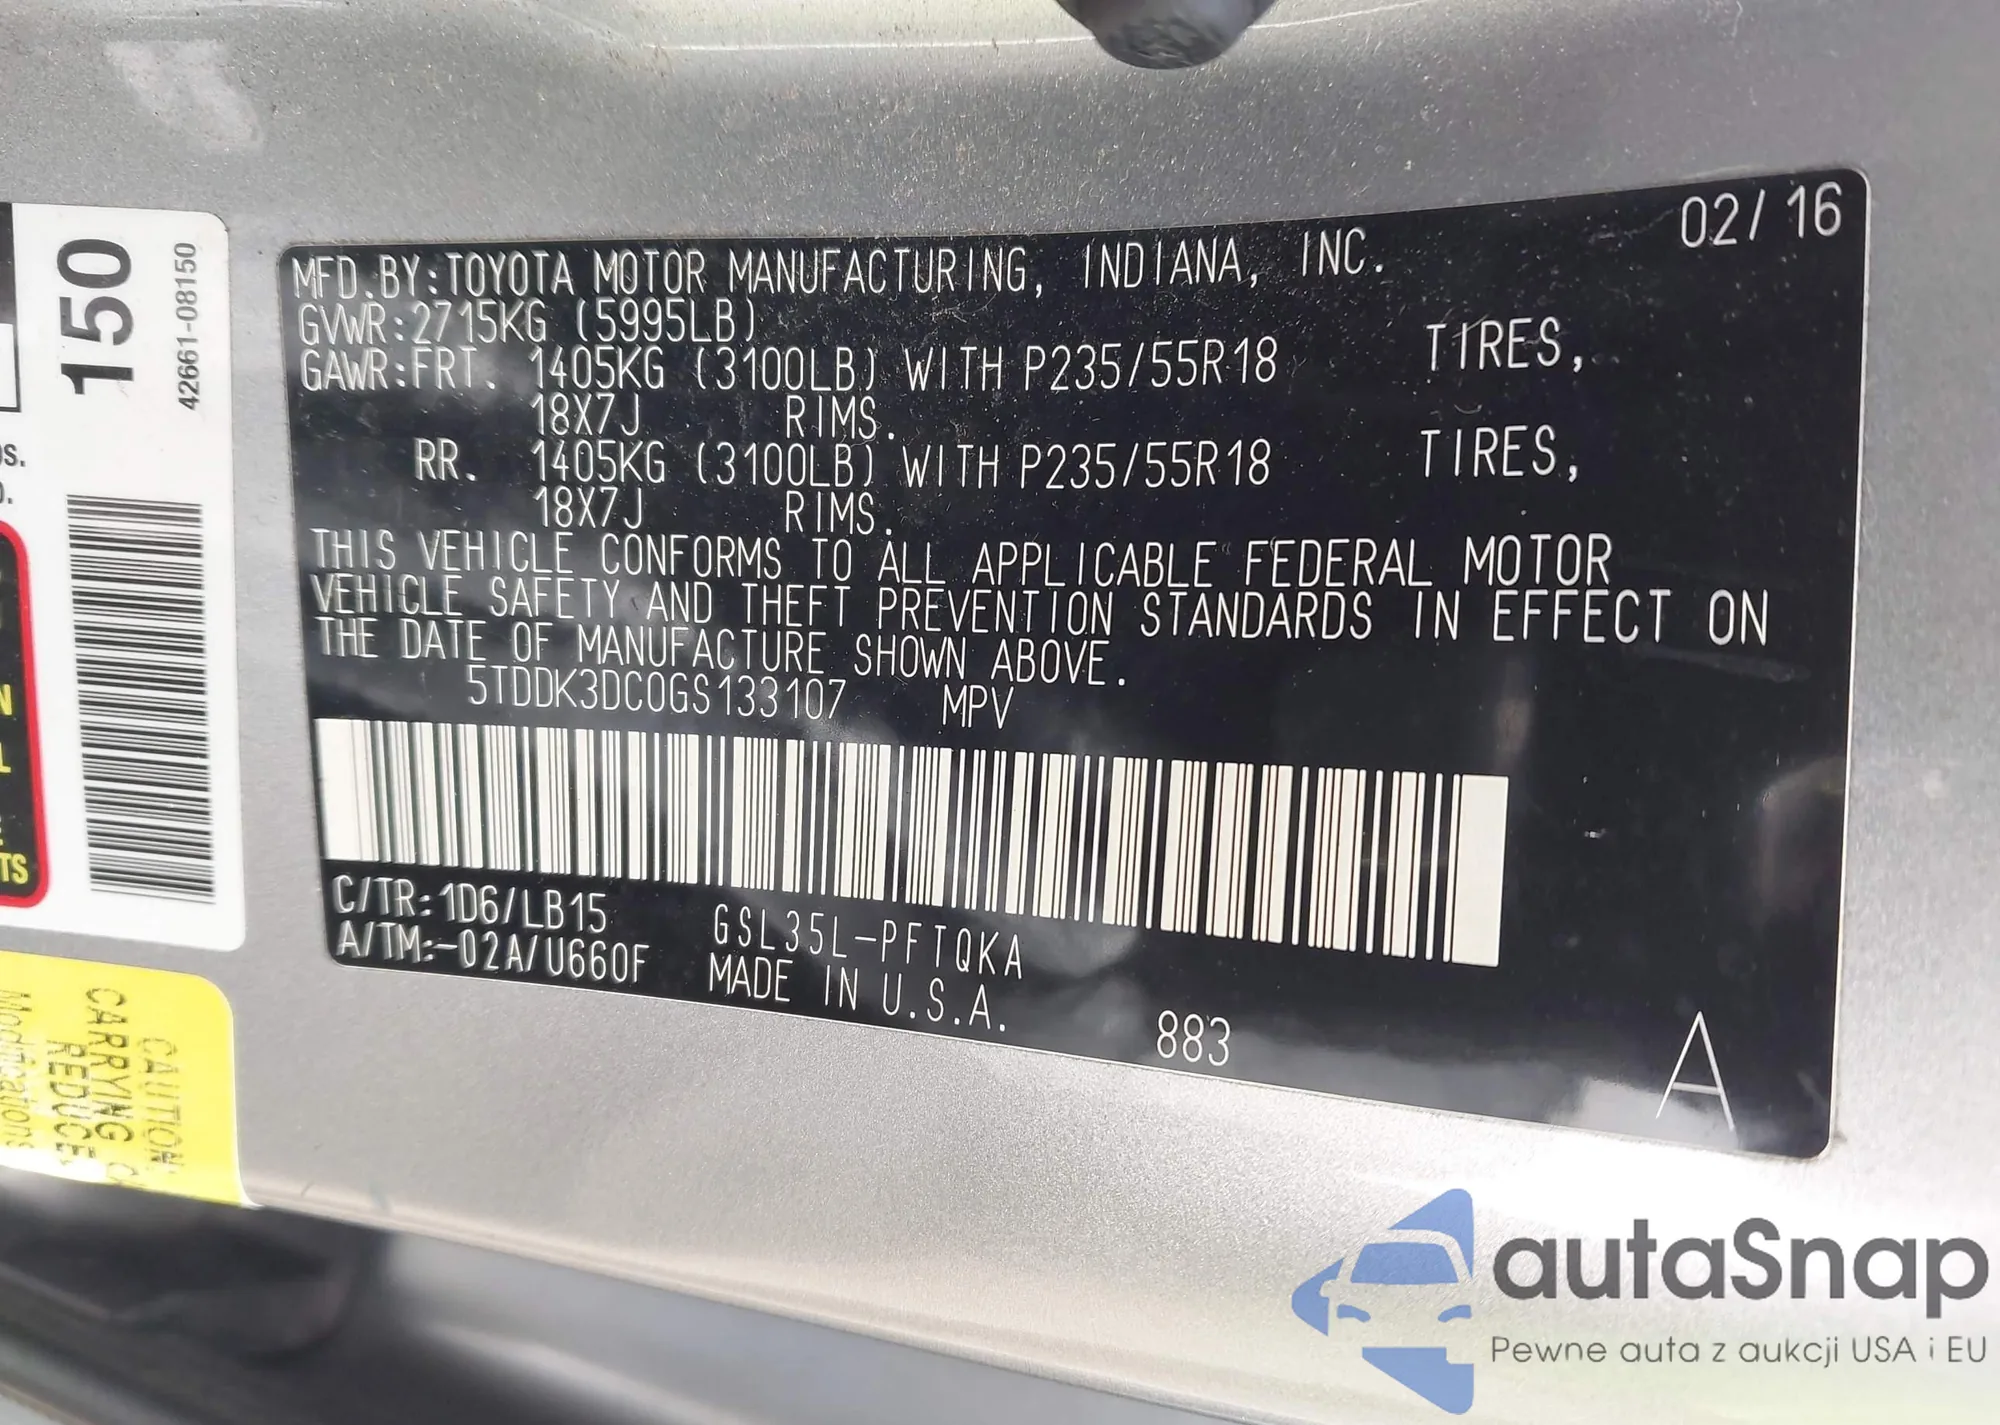 02/16
MFD.BY:TOYOTA MOTOR MANUFACTURING, INDIANA, INC.
GVWR:2715KG (5995LB)
GAWR:FRT. 1405KG (3100LB) WITH P235/55R18 TIRES,
18X7J RIMS.
RR. 1405KG (3100LB) WITH P235/55R18 TIRES,
18X7J RIMS.
THIS VEHICLE CONFORMS TO ALL APPLICABLE FEDERAL MOTOR
VEHICLE SAFETY AND THEFT PREVENTION STANDARDS IN EFFECT ON
THE DATE OF MANUFACTURE SHOWN ABOVE.
5TDDK3DC0GS133107 MPV
C/TR:1D6/LB15 GSL35L-PFTQKA
A/TM:-02A/U660F MADE IN U.S.A.
883
A
150
42661-08150
CAUTION:
CARRYING
REDUCE
Modifications
autaSnap
Pewne auta z aukcji USA i EU